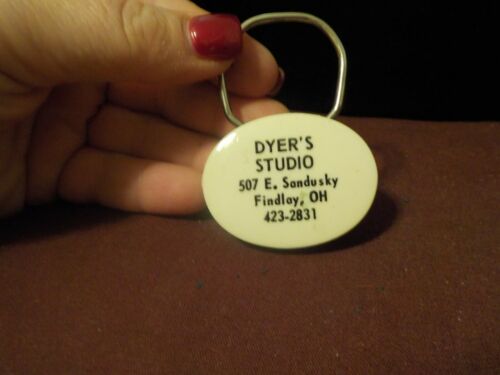 DYER'S
STUDIO
507 E. Sandusky
Findlay, OH
423-2831